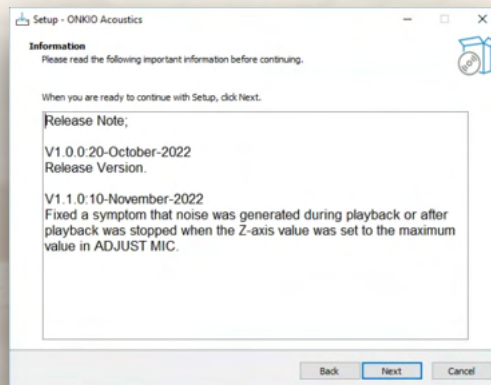 Setup - ONKIO Acoustics
Information
Please read the following important information before continuing.
When you are ready to continue with Setup, click Next.
Release Note;
V1.0.0:20-October-2022
Release Version.
V1.1.0:10-November-2022
Fixed a symptom that noise was generated during playback or after
playback was stopped when the Z-axis value was set to the maximum
value in ADJUST MIC.
Back Next Cancel